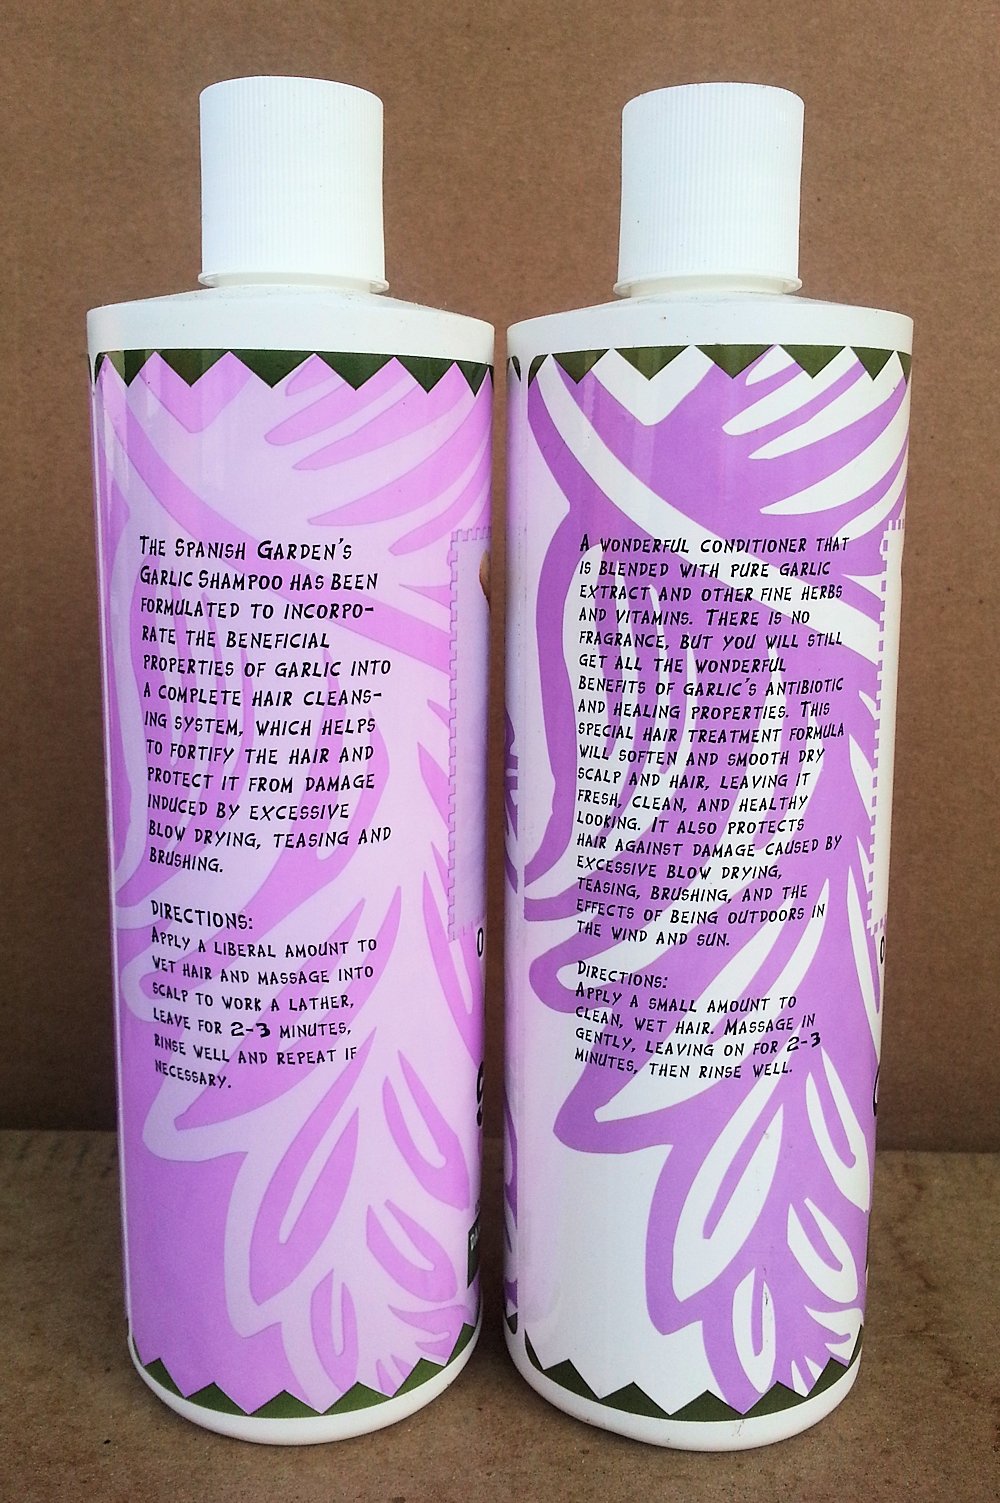 THE SPANISH GARDEN'S
GARLIC SHAMPOO HAS BEEN
FORMULATED TO INCORPO-
RATE THE BENEFICIAL
PROPERTIES OF GARLIC INTO
A COMPLETE HAIR CLEANS-
ING SYSTEM, WHICH HELPS
TO FORTIFY THE HAIR AND
PROTECT IT FROM DAMAGE
INDUCED BY EXCESSIVE
BLOW DRYING, TEASING AND
BRUSHING.
DIRECTIONS:
APPLY A LIBERAL AMOUNT TO
WET HAIR AND MASSAGE INTO
SCALP TO WORK A LATHER,
LEAVE FOR 2-3 MINUTES,
RINSE WELL AND REPEAT IF
NECESSARY.
A WONDERFUL CONDITIONER THAT
IS BLENDED WITH PURE GARLIC
EXTRACT AND OTHER FINE HERBS
AND VITAMINS. THERE IS NO
FRAGRANCE, BUT YOU WILL STILL
GET ALL THE WONDERFUL
BENEFITS OF GARLIC'S ANTIBIOTIC
AND HEALING PROPERTIES. THIS
SPECIAL HAIR TREATMENT FORMULA
WILL SOFTEN AND SMOOTH DRY
SCALP AND HAIR, LEAVING IT
FRESH, CLEAN, AND HEALTHY
LOOKING. IT ALSO PROTECTS
HAIR AGAINST DAMAGE CAUSED BY
EXCESSIVE BLOW DRYING,
TEASING, BRUSHING, AND THE
EFFECTS OF BEING OUTDOORS IN
THE WIND AND SUN.
DIRECTIONS:
APPLY A SMALL AMOUNT TO
CLEAN, WET HAIR. MASSAGE IN
GENTLY, LEAVING ON FOR 2-3
MINUTES, THEN RINSE WELL.